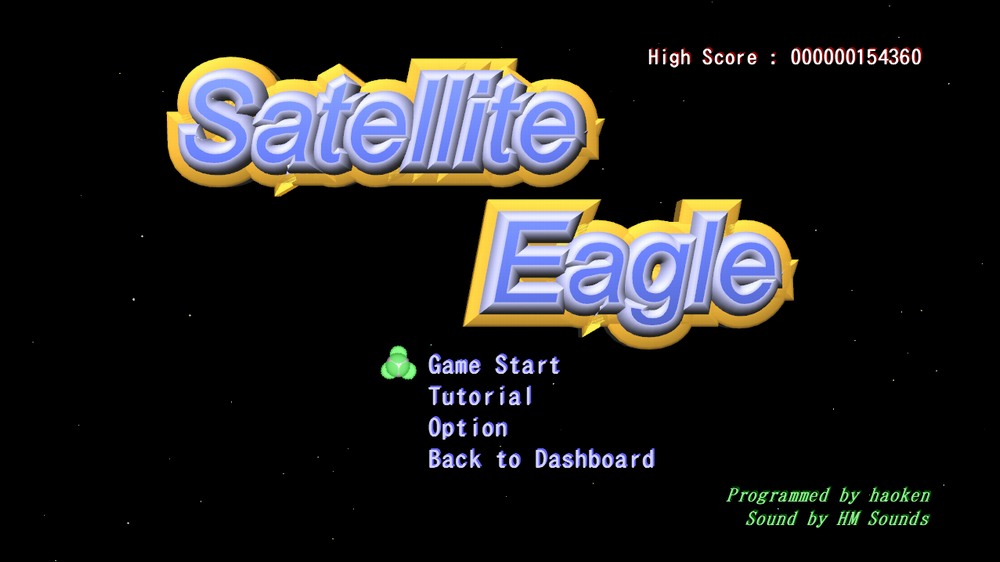 High Score : 000000154360
Satellite
Eagle
Game Start
Tutorial
Option
Back to Dashboard
Programmed by haoken
Sound by HM Sounds